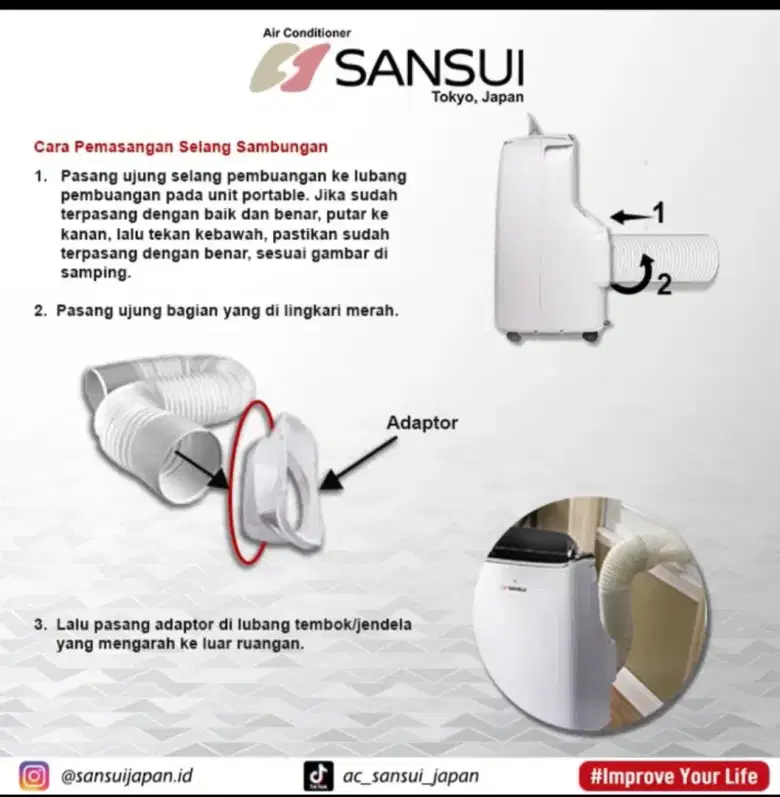 Air Conditioner
SANSUI
Tokyo, Japan
Cara Pemasangan Selang Sambungan
1. Pasang ujung selang pembuangan ke lubang
pembuangan pada unit portable. Jika sudah
terpasang dengan baik dan benar, putar ke
kanan, lalu tekan kebawah, pastikan sudah
terpasang dengan benar, sesuai gambar di
samping.
1
2
2. Pasang ujung bagian yang di lingkari merah.
Adaptor
SANSUI
3. Lalu pasang adaptor di lubang tembok/jendela
yang mengarah ke luar ruangan.
@sansuijapan.id
TikTok
ac_sansui_japan
#Improve Your Life